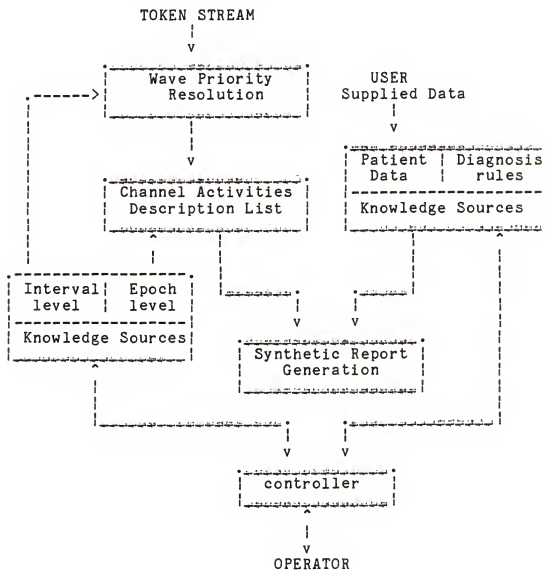 TOKEN STREAM
Wave Priority
Resolution
USER
Supplied Data
Patient Data
Diagnosis rules
Knowledge Sources
Channel Activities
Description List
Interval level
Epoch level
Knowledge Sources
Synthetic Report
Generation
controller
OPERATOR